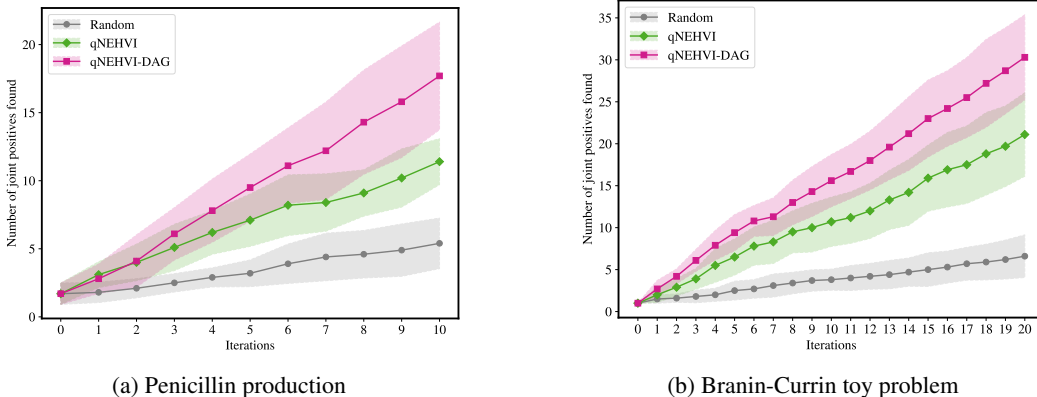 Random
qNEHVI
qNEHVI-DAG
Number of joint positives found
20
15
10
5
0
0 1 2 3 4 5 6 7 8 9 10
Iterations
(a) Penicillin production
Random
qNEHVI
qNEHVI-DAG
Number of joint positives found
35
30
25
20
15
10
5
0
0 1 2 3 4 5 6 7 8 9 10 11 12 13 14 15 16 17 18 19 20
Iterations
(b) Branin-Currin toy problem